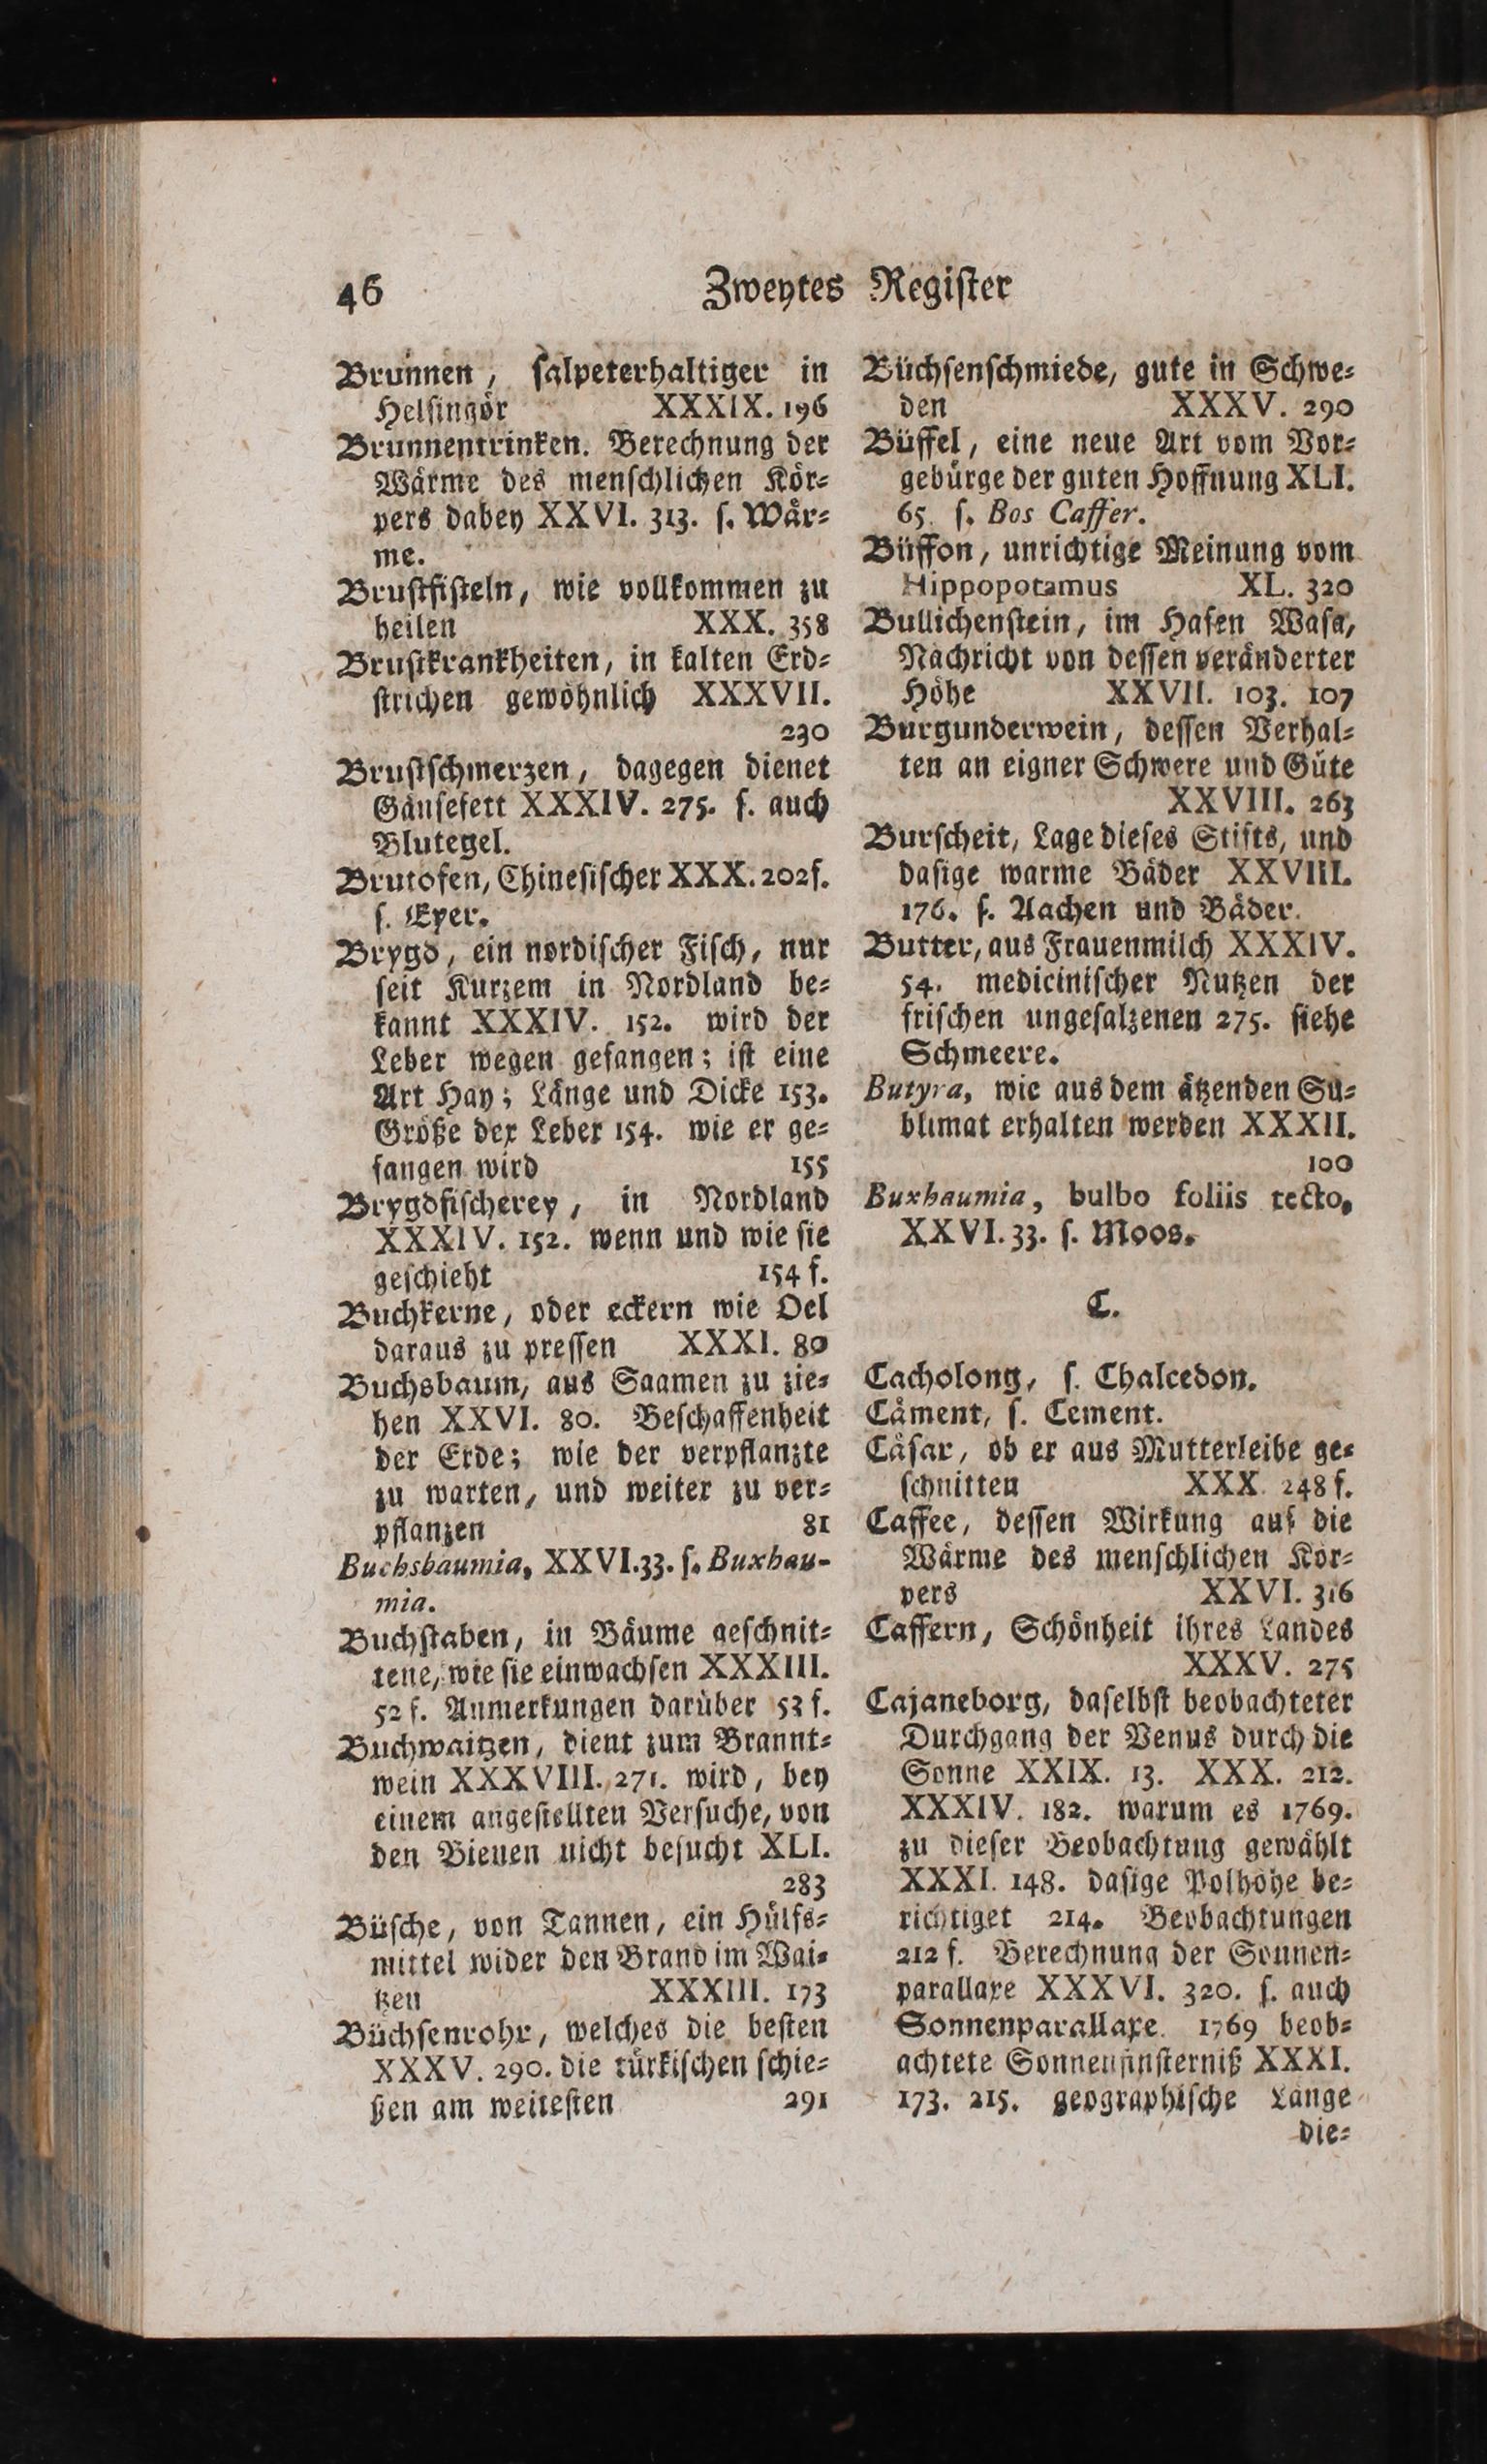 46 Zweytes Regiſter
Brunnen, ſalpeterhaltiger in
Helſingör XXXIX. 196
Brunnentrinken. Berechnung der
Wärme des menſchlichen Kör⸗
pers dabey XXVI. 313. ſ. Wär⸗
me.
Bruſtfiſteln, wie vollkommen zu
heilen XXX. 358
Bruſtkrankheiten, in kalten Erd⸗
ſtrichen gewöhnlich XXXVII.
230
Bruſtſchmerzen, dagegen dienet
Gänſefett XXXIV. 275. ſ. auch
Blutegel.
Brutofen, Chineſiſcher XXX. 202f.
ſ. Eyer.
Brygd, ein nordiſcher Fiſch, nur
ſeit Kurzem in Nordland be⸗
kannt XXXIV. 152. wird der
Leber wegen gefangen; iſt eine
Art Hay; Länge und Dicke 153.
Größe der Leber 154. wie er ge⸗
fangen wird 155
Brygdfiſcherey, in Nordland
XXXIV. 152. wenn und wie ſie
geſchieht 154 f.
Buchkerne, oder eckern wie Oel
daraus zu preſſen XXXI. 80
Buchsbaum, aus Saamen zu zie⸗
hen XXVI. 80. Beſchaffenheit
der Erde; wie der verpflanzte
zu warten, und weiter zu ver⸗
pflanzen 81
Buchsbaumia, XXVI. 33. ſ. Buxbau-
mia.
Buchſtaben, in Bäume geſchnit⸗
tene, wie ſie einwachſen XXXIII.
52 f. Anmerkungen darüber 53 f.
Buchwaitzen, dient zum Brannt⸗
wein XXXVIII. 271. wird, bey
einem angeſtellten Verſuche, von
den Bienen nicht beſucht XLI.
283
Büſche, von Tannen, ein Hülfs⸗
mittel wider den Brand im Wai⸗
tzen XXXIII. 173
Büchſenrohr, welches die beſten
XXXV. 290. die türkiſchen ſchie⸗
ßen am weiteſten 291
Büchſenſchmiede, gute in Schwe⸗
den XXXV. 290
Büffel, eine neue Art vom Vor⸗
gebürge der guten Hoffnung XLI.
65. ſ. Bos Caffer.
Büffon, unrichtige Meinung vom
Hippopotamus XL. 320
Bullichenſtein, im Hafen Waſa,
Nachricht von deſſen veränderter
Höhe XXVII. 103. 107
Burgunderwein, deſſen Verhal⸗
ten an eigner Schwere und Güte
XXVIII. 263
Burſcheit, Lage dieſes Stifts, und
daſige warme Bäder XXVIII.
176. ſ. Aachen und Bäder.
Butter, aus Frauenmilch XXXIV.
54. mediciniſcher Nutzen der
friſchen ungeſalzenen 275. ſiehe
Schmeere.
Butyra, wie aus dem ätzenden Su⸗
blimat erhalten werden XXXII.
100
Buxbaumia, bulbo foliis tecto,
XXVI. 33. ſ. Moos.
C.
Cacholong, ſ. Chalcedon.
Cäment, ſ. Cement.
Cäſar, ob er aus Mutterleibe ge⸗
ſchnitten XXX. 248 f.
Caffee, deſſen Wirkung auf die
Wärme des menſchlichen Kör⸗
pers XXVI. 316
Caffern, Schönheit ihres Landes
XXXV. 275
Cajaneborg, daſelbſt beobachteter
Durchgang der Venus durch die
Sonne XXIX. 13. XXX. 212.
XXXIV. 182. warum es 1769.
zu dieſer Beobachtung gewählt
XXXI. 148. daſige Polhöhe be⸗
richtiget 214. Beobachtungen
212 f. Berechnung der Sonnen⸗
parallaxe XXXVI. 320. ſ. auch
Sonnenparallaxe. 1769 beob⸗
achtete Sonnenfinſterniß XXXI.
173. 215. geographiſche Länge
die⸗